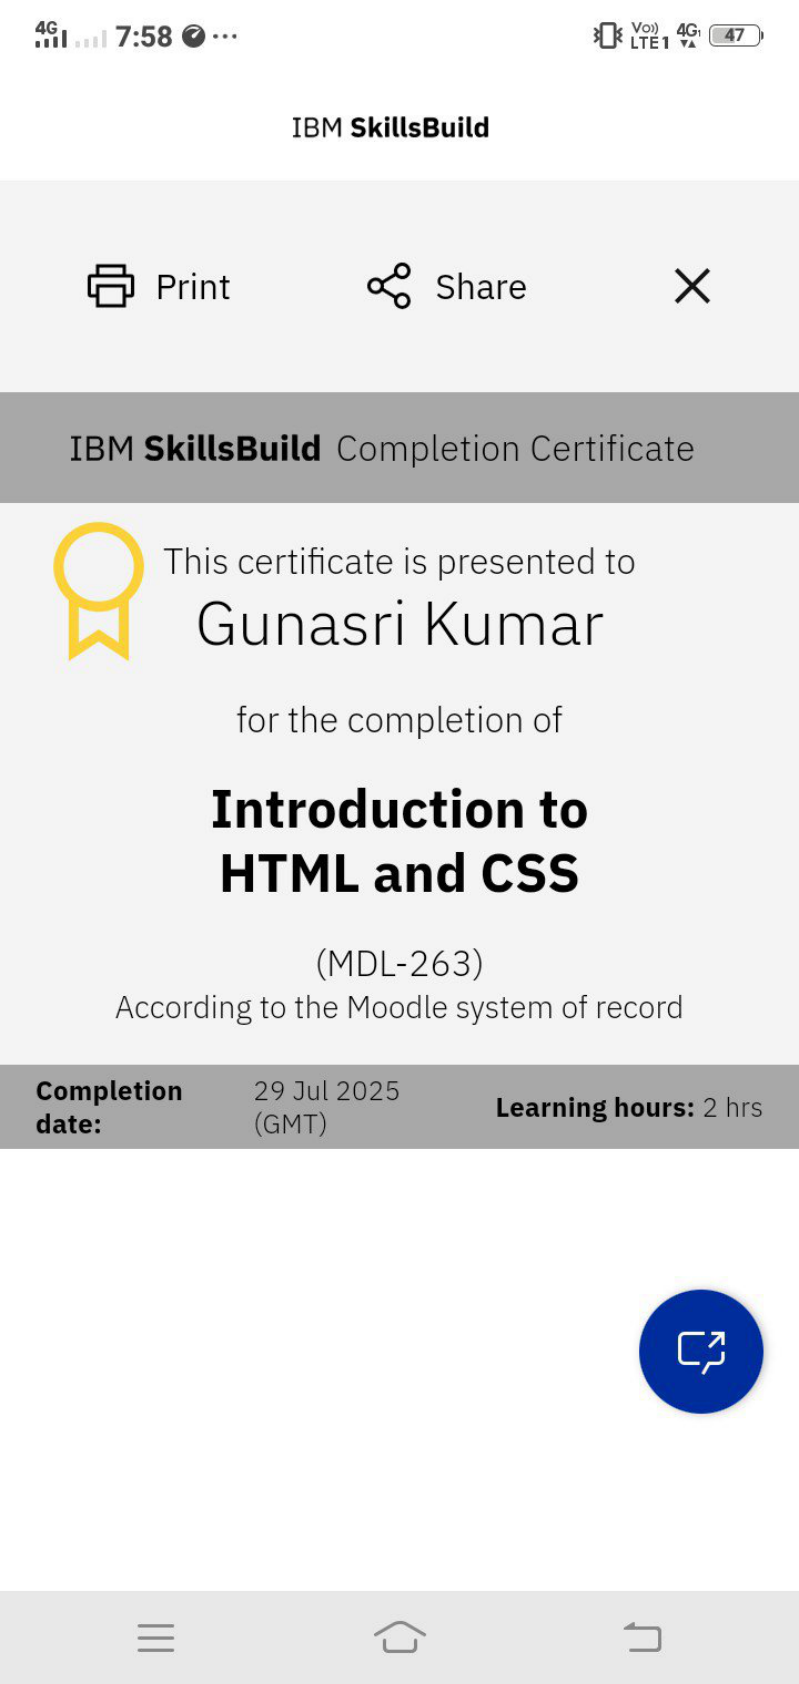 4G 7:58 ··· Vo)) LTE1 4G 47
IBM SkillsBuild
Print Share
IBM SkillsBuild Completion Certificate
This certificate is presented to
Gunasri Kumar
for the completion of
Introduction to
HTML and CSS
(MDL-263)
According to the Moodle system of record
Completion date: 29 Jul 2025 (GMT) Learning hours: 2 hrs